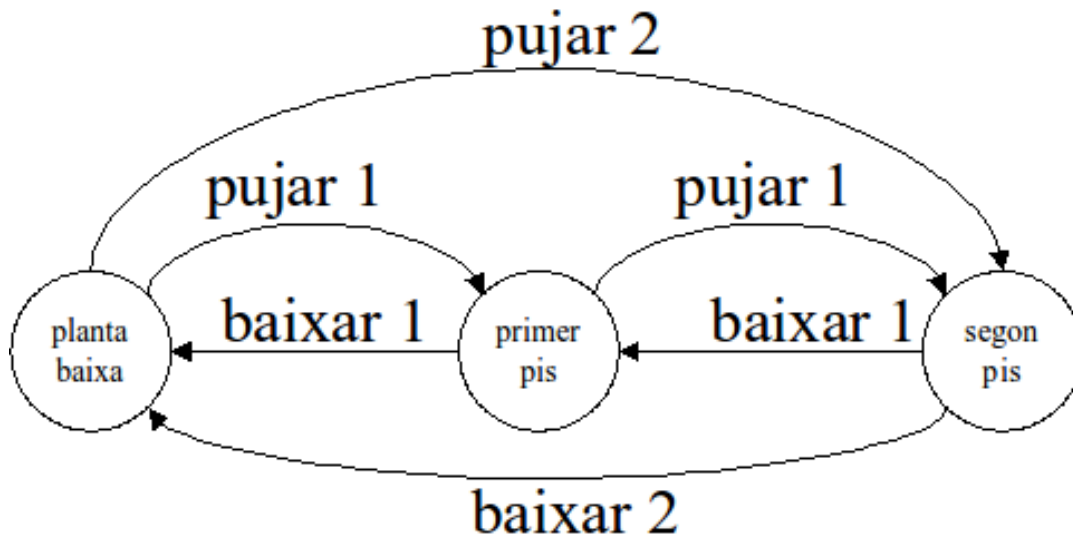 pujar 2
pujar 1
pujar 1
baixar 1
baixar 1
planta
baixa
primer
pis
segon
pis
baixar 2